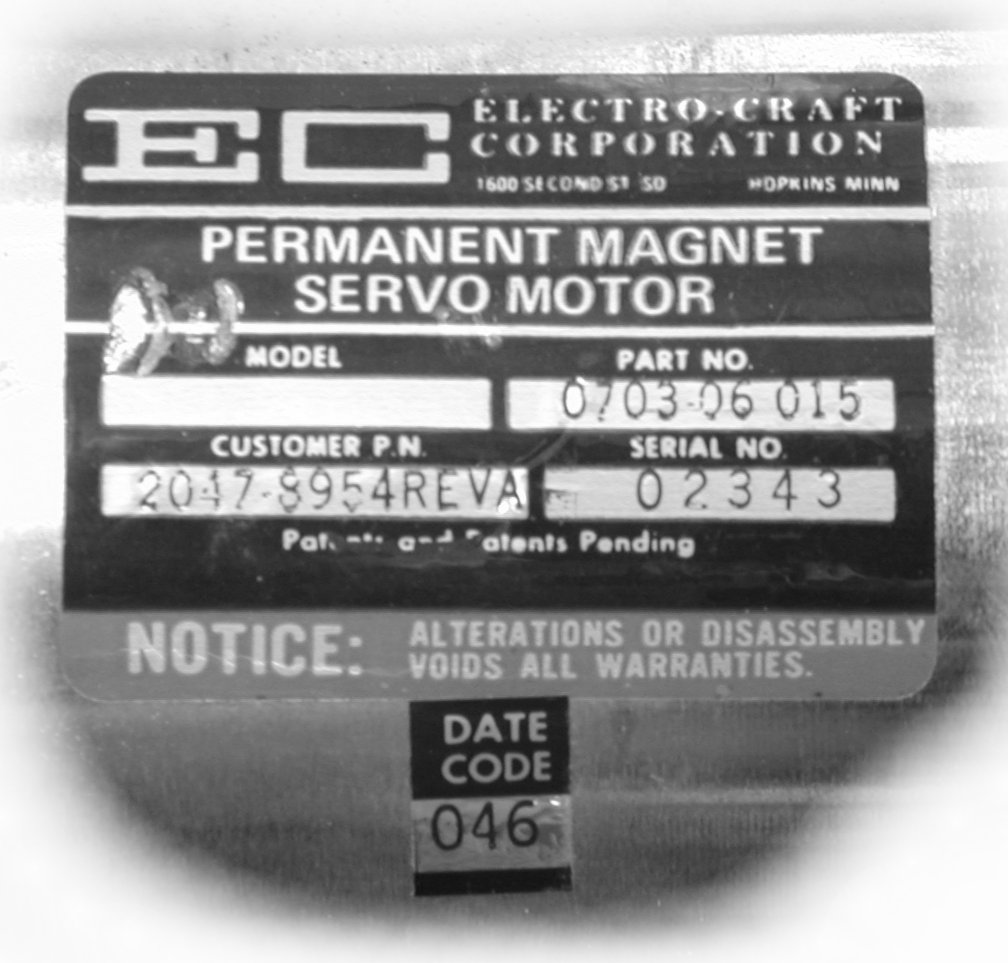 EC
ELECTRO-CRAFT
CORPORATION
1600 SECOND ST SO HOPKINS MINN
PERMANENT MAGNET
SERVO MOTOR
MODEL PART NO.
0703-06 015
CUSTOMER P.N. SERIAL NO.
2047-8954REVA 02343
Patents and Patents Pending
NOTICE: ALTERATIONS OR DISASSEMBLY
VOIDS ALL WARRANTIES.
DATE
CODE
046